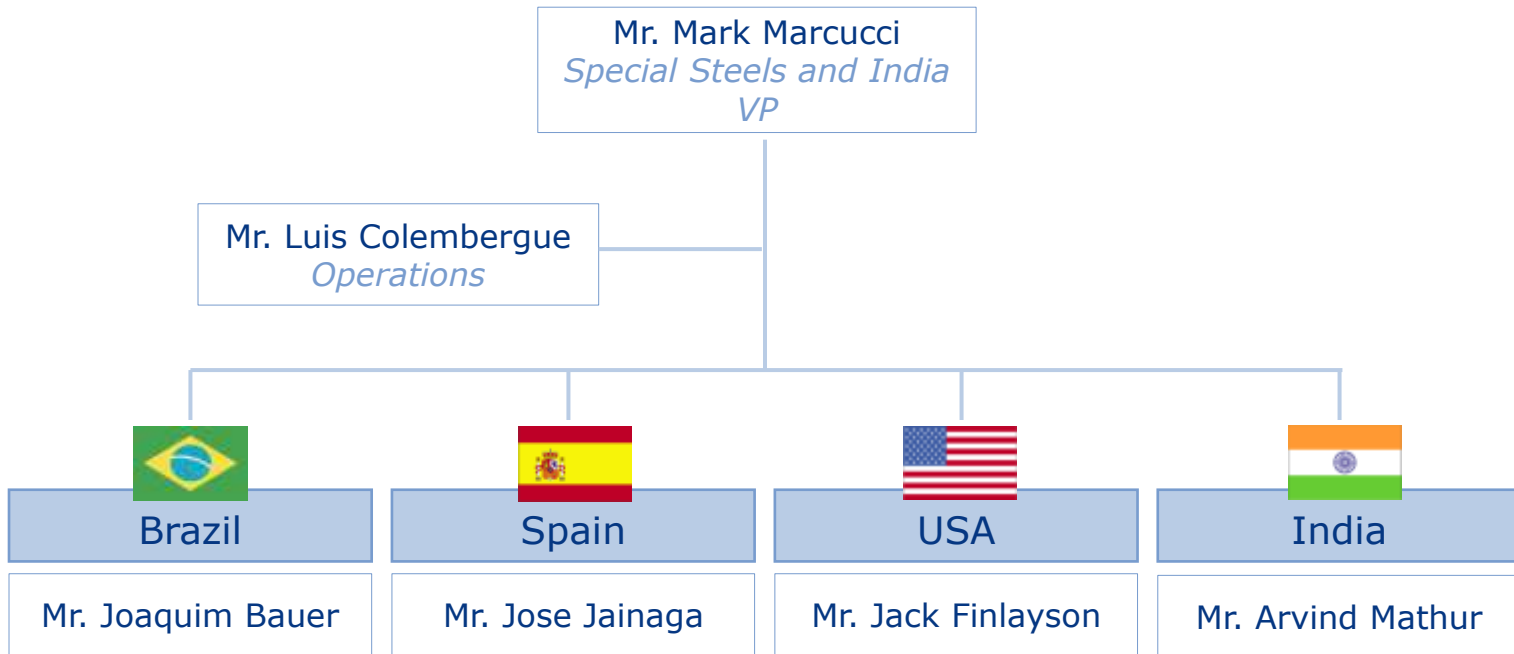 Mr. Mark Marcucci
Special Steels and India
VP
Mr. Luis Colembergue
Operations
Brazil
Spain
USA
India
Mr. Joaquim Bauer
Mr. Jose Jainaga
Mr. Jack Finlayson
Mr. Arvind Mathur